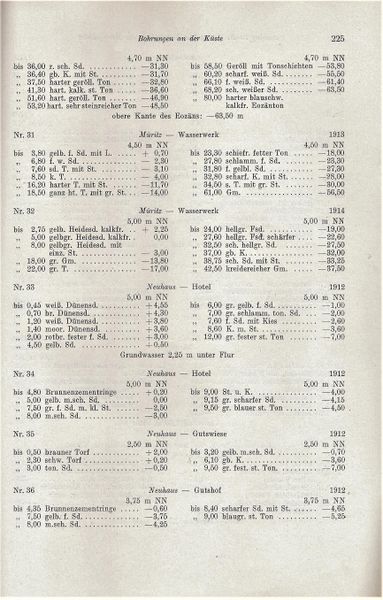 Bohrungen an der Küste 225
4,70 m NN
bis 36,00 z. sch. Sd. —31,30
„ 36,40 gb. K. mit St. —31,70
„ 37,50 harter geröll. Ton —32,80
„ 41,30 hart. kalk. st. Ton —36,60
„ 51,60 hart. geröll. Ton —46,90
„ 53,20 hart. sehr steinreicher Ton —48,50
4,70 m NN
bis 58,50 Geröll mit Tonschichten —53,80
„ 60,20 scharf. weiß. Sd. —55,50
„ 66,10 f. weiß. Sd. —61,40
„ 68,20 sch. weißer Sd. —63,50
„ 80,00 harter blauschw.
kalkfr. Eozänton
obere Kante des Eozäns: —63,50 m
Nr. 31 Müritz — Wasserwerk 1913
4,50 m NN
bis 3,80 gelb. f. Sd. mit L. + 0,70
„ 6,80 f. w. Sd. — 2,30
„ 7,60 sd. T. mit St. — 3,10
„ 8,50 k. T. — 4,00
„ 16,20 harter T. mit St. —11,70
„ 18,50 ganz ht. T. mit gr. St. —14,00
4,50 m NN
bis 23,30 schiefr. fetter Ton —18,00
„ 27,80 schlamm. f. Sd. —23,30
„ 31,80 f. gelbl. Sd. —27,30
„ 32,80 scharf. K. mit St. —28,00
„ 34,50 s. T. mit gr. St. —30,00
„ 61,00 Gm. —56,50
Nr. 32 Müritz — Wasserwerk 1914
5,00 m NN
bis 2,75 gelb. Heidesd. kalkfr. + 2,25
„ 5,00 gelbgr. Heidesd. kalkfr. 0,00
„ 8,00 gelbgr. Heidesd. mit
einz. St. — 3,00
„ 18,00 gr. Gm. —13,80
„ 22,00 gr. T. —17,00
5,00 m NN
bis 24,00 hellgr. Fsd. —19,00
„ 27,60 hellgr. Fsd. schärfer —22,60
„ 32,50 sch. hellgr. Sd. —27,50
„ 37,00 gb. K. —32,00
„ 38,75 sch. Sd. mit St. —33,25
„ 42,50 kreidereicher Gm. —37,50
Nr. 33 Neuhaus — Hotel 1912
5,00 m NN
bis 0,45 weiß. Dünensd. +4,55
„ 0,70 br. Dünensd. +4,30
„ 1,20 weiß. Dünensd. +3,80
„ 1,40 moor. Dünensd. +3,60
„ 2,00 rotbr. fester f. Sd. +3,00
„ 4,50 gelb. Sd. +0,50
5,00 m NN
bis 6,00 gr. gelb. f. Sd. —1,00
„ 7,00 gr. schlamm. ton. Sd. —2,00
„ 7,60 f. Sd. mit Kies —2,60
„ 8,60 K. m. St. —3,60
„ 12,00 gr. fester st. Ton —7,00
Grundwasser 2,25 m unter Flur
Nr. 34 Neuhaus — Hotel 1912
5,00 m NN
bis 4,80 Brunnenzementringe +0,20
„ 5,00 gelb. m.sch. Sd. 0,00
„ 7,50 gr. f. Sd. m. kl. St. —2,50
„ 8,00 m.sch. Sd. —3,00
5,00 m NN
bis 9,00 St. u. K. —4,00
„ 9,15 gr. scharfer Sd. —4,15
„ 9,50 gr. blauer st. Ton —4,50
Nr. 35 Neuhaus — Gutswiese 1912
2,50 m NN
bis 0,50 brauner Torf +2,00
„ 2,30 schw. Torf +0,20
„ 3,00 ton. Sd. —0,50
2,50 m NN
bis 3,20 gelb. m.sch. Sd. —0,70
„ 6,10 gb. K. —3,60
„ 9,50 gr. fest. st. Ton. —7,00
Nr. 36 Neuhaus — Gutshof 1912
3,75 m NN
bis 4,35 Brunnenzementringe —0,60
„ 7,50 gelb. f. Sd. —3,75
„ 8,00 m.sch. Sd. —4,25
3,75 m NN
bis 8,40 scharfer Sd. mit St. —4,65
„ 9,00 blaugr. st. Ton —5,25